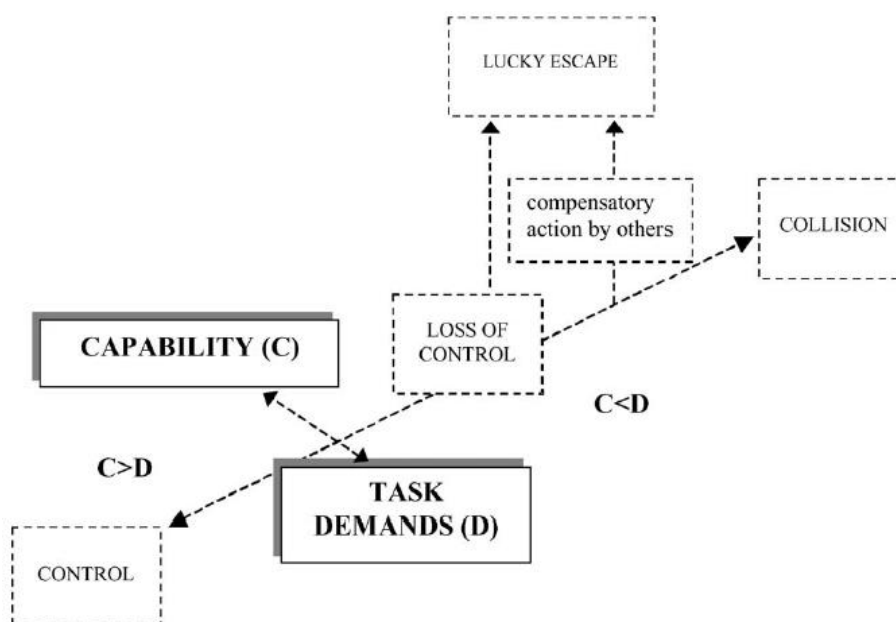 LUCKY ESCAPE
compensatory
action by others
COLLISION
LOSS OF
CONTROL
CAPABILITY (C)
C<D
C>D
TASK
DEMANDS (D)
CONTROL